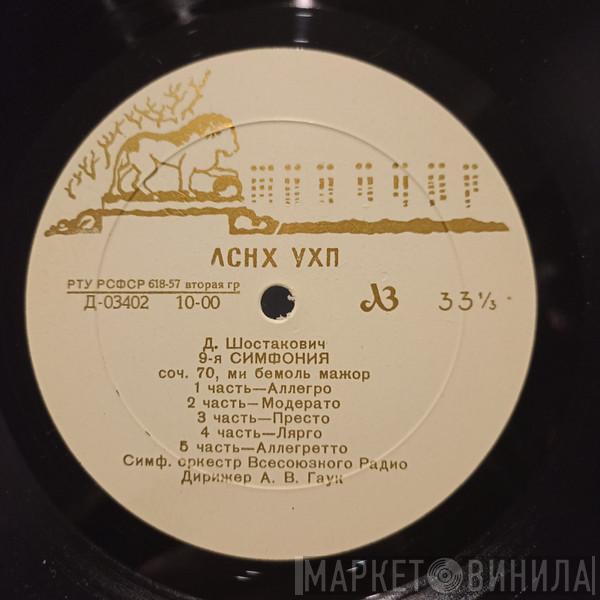 ЛСНХ УХП
РТУ РСФСР 618-57 вторая гр
Д-03402 10-00 ЛЗ 33⅓
Д. Шостакович
9-я СИМФОНИЯ
соч. 70, ми бемоль мажор
1 часть—Аллегро
2 часть—Модерато
3 часть—Престо
4 часть—Лярго
5 часть—Аллегретто
Симф. оркестр Всесоюзного Радио
Дирижер А. В. Гаук
МАРКЕТ ВИНИЛА